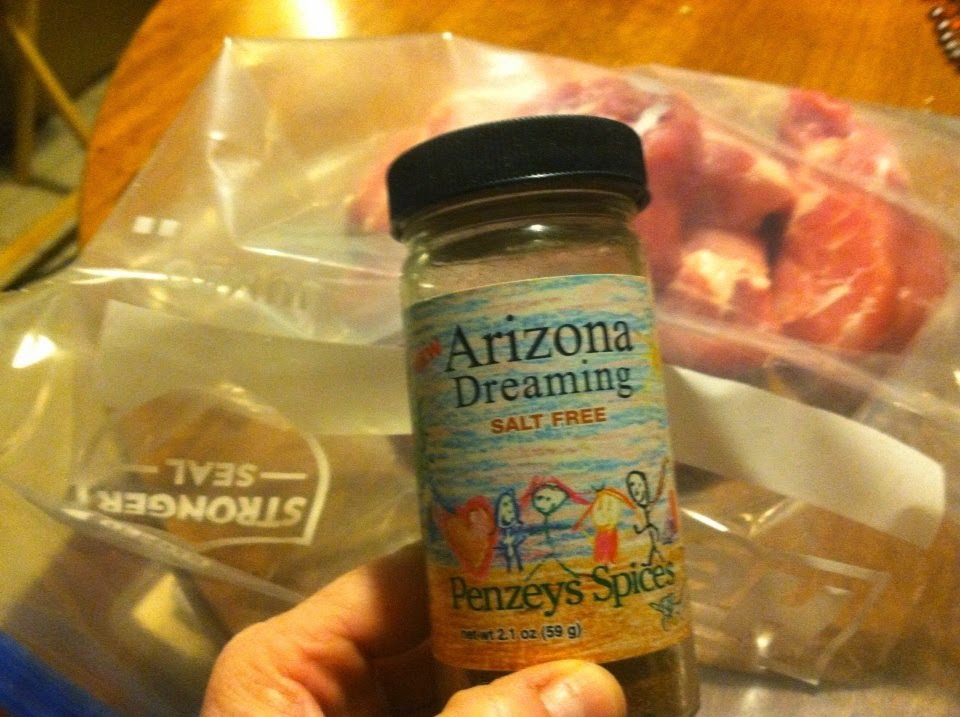 NEW
Arizona
Dreaming
SALT FREE
Penzeys Spices
net wt 2.1 oz (59 g)
STRONGER
SEAL